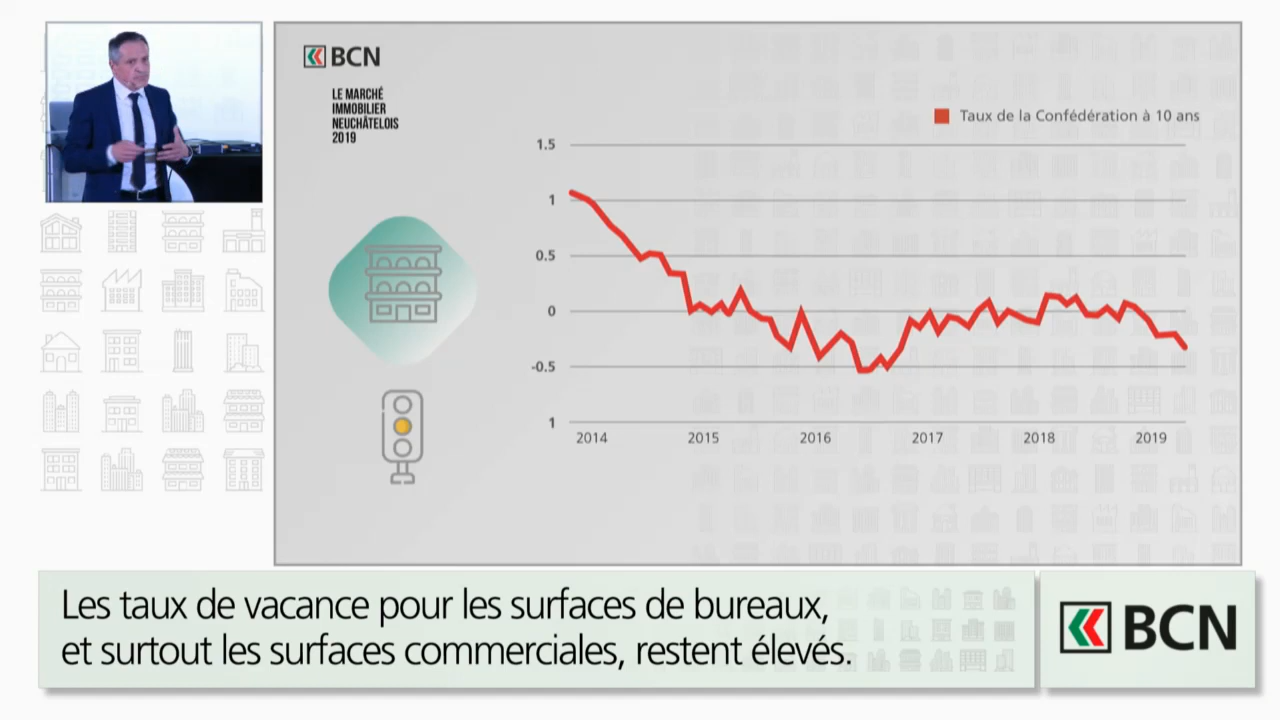 BCN
LE MARCHÉ
IMMOBILIER
NEUCHÂTELOIS
2019
Taux de la Confédération à 10 ans
1.5
1
0.5
0
-0.5
1
2014 2015 2016 2017 2018 2019
Les taux de vacance pour les surfaces de bureaux,
et surtout les surfaces commerciales, restent élevés.
BCN